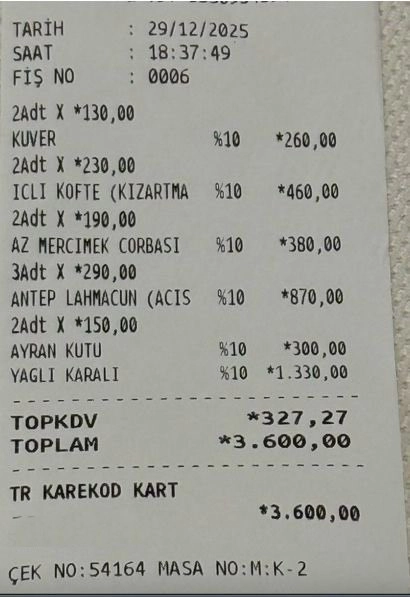 TARİH : 29/12/2025
SAAT : 18:37:49
FİŞ NO : 0006
2Adt X *130,00
KUVER %10 *260,00
2Adt X *230,00
ICLI KOFTE (KIZARTMA %10 *460,00
2Adt X *190,00
AZ MERCIMEK CORBASI %10 *380,00
3Adt X *290,00
ANTEP LAHMACUN (ACIS %10 *870,00
2Adt X *150,00
AYRAN KUTU %10 *300,00
YAGLI KARALI %10 *1.330,00
TOPKDV *327,27
TOPLAM *3.600,00
TR KAREKOD KART
*3.600,00
ÇEK NO:54164 MASA NO:M:K-2